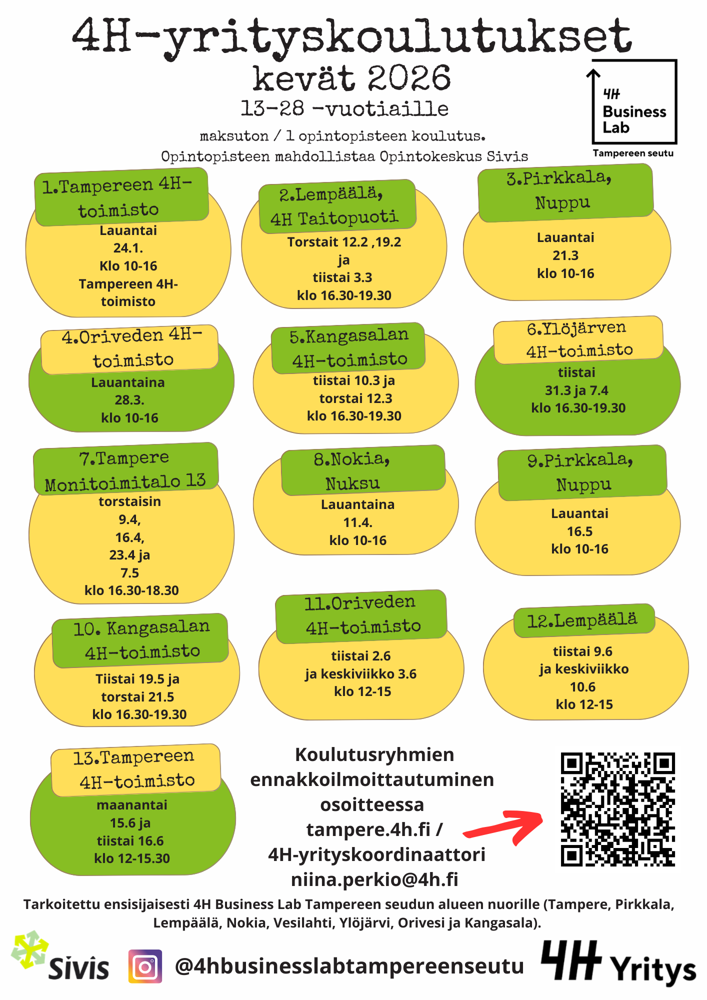 4H-yrityskoulutukset
kevät 2026
13-28 -vuotiaille
maksuton / 1 opintopisteen koulutus.
Opintopisteen mahdollistaa Opintokeskus Sivis
4H
Business
Lab
Tampereen seutu
1.Tampereen 4H-
toimisto
Lauantai
24.1.
Klo 10-16
Tampereen 4H-
toimisto
2.Lempäälä,
4H Taitopuoti
Torstait 12.2 ,19.2
ja
tiistai 3.3
klo 16.30-19.30
3.Pirkkala,
Nuppu
Lauantai
21.3
klo 10-16
4.Oriveden 4H-
toimisto
Lauantaina
28.3.
klo 10-16
5.Kangasalan
4H-toimisto
tiistai 10.3 ja
torstai 12.3
klo 16.30-19.30
6.Ylöjärven
4H-toimisto
tiistai
31.3 ja 7.4
klo 16.30-19.30
7.Tampere
Monitoimitalo 13
torstaisin
9.4,
16.4,
23.4 ja
7.5
klo 16.30-18.30
8.Nokia,
Nuksu
Lauantaina
11.4.
klo 10-16
9.Pirkkala,
Nuppu
Lauantai
16.5
klo 10-16
10. Kangasalan
4H-toimisto
Tiistai 19.5 ja
torstai 21.5
klo 16.30-19.30
11.Oriveden
4H-toimisto
tiistai 2.6
ja keskiviikko 3.6
klo 12-15
12.Lempäälä
tiistai 9.6
ja keskiviikko
10.6
klo 12-15
13.Tampereen
4H-toimisto
maanantai
15.6 ja
tiistai 16.6
klo 12-15.30
Koulutusryhmien
ennakkoilmoittautuminen
osoitteessa
tampere.4h.fi /
4H-yrityskoordinaattori
niina.perkio@4h.fi
Tarkoitettu ensisijaisesti 4H Business Lab Tampereen seudun alueen nuorille (Tampere, Pirkkala,
Lempäälä, Nokia, Vesilahti, Ylöjärvi, Orivesi ja Kangasala).
Sivis
@4hbusinesslabtampereenseutu
4H Yritys